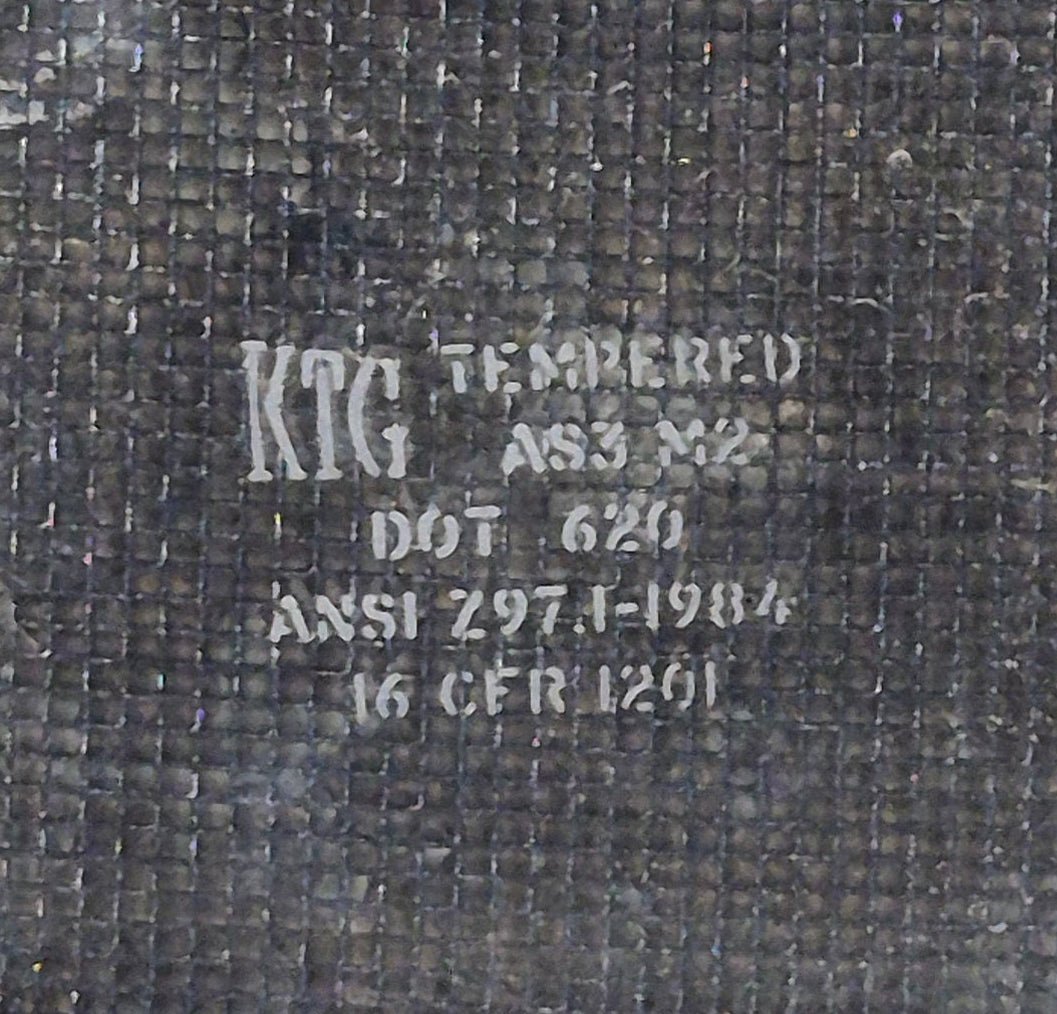 KTG TEMPERED
AS3 M2
DOT 620
ANSI Z97.1-1984
16 CFR 1201